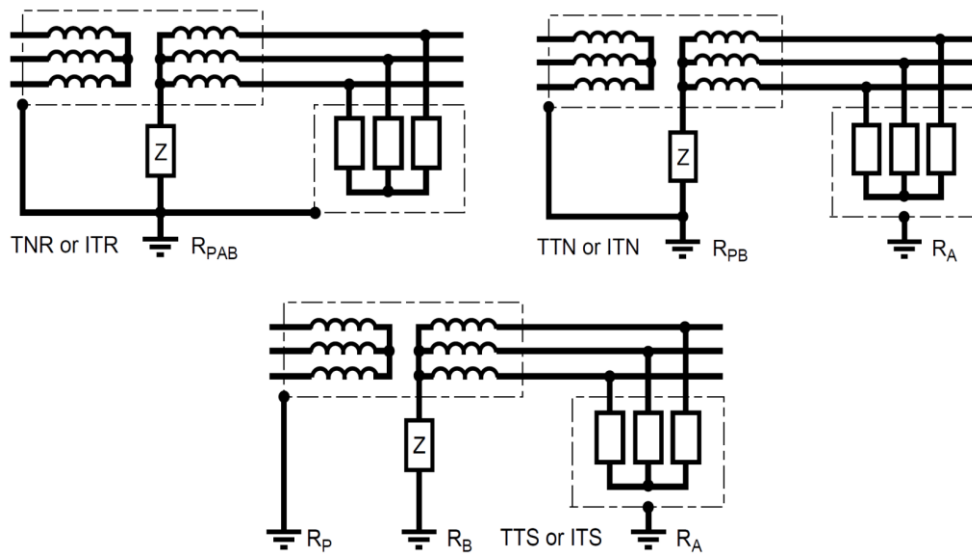 Z
TNR or ITR
R_PAB
Z
TTN or ITN
R_PB
R_A
Z
R_P
R_B
TTS or ITS
R_A